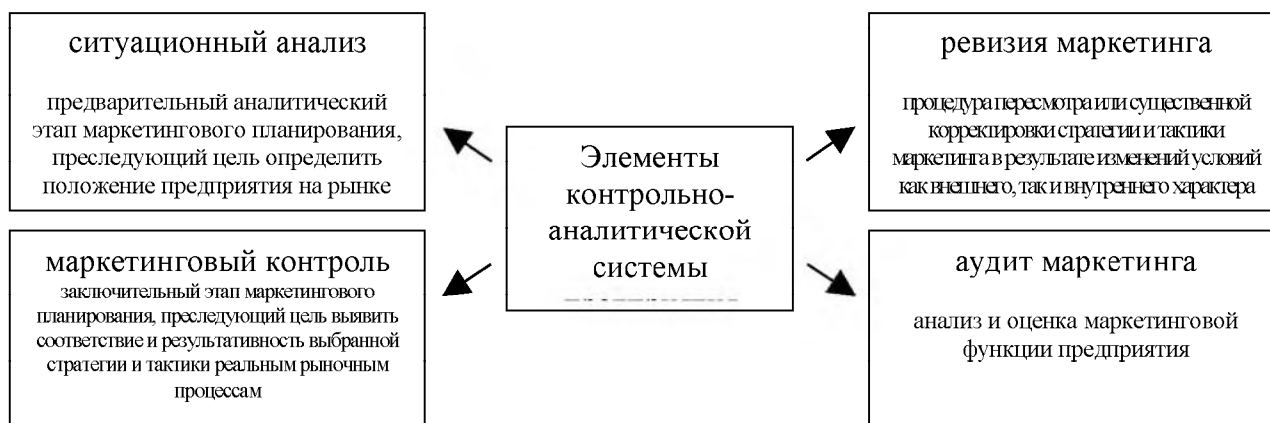 ситуационный анализ
предварительный аналитический
этап маркетингового планирования,
преследующий цель определить
положение предприятия на рынке
маркетинговый контроль
заключительный этап маркетингового
планирования, преследующий цель выявить
соответствие и результативность выбранной
стратегии и тактики реальным рыночным
процессам
Элементы
контрольно-
аналитической
системы
ревизия маркетинга
процедура пересмотра или существенной
корректировки стратегии и тактики
маркетинга в результате изменений условий
как внешнего, так и внутреннего характера
аудит маркетинга
анализ и оценка маркетинговой
функции предприятия